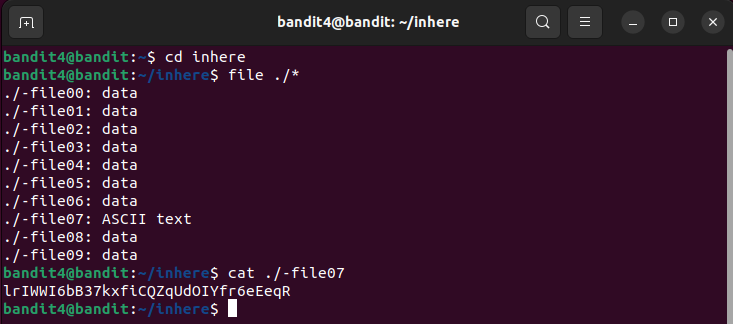 bandit4@bandit: ~/inhere
bandit4@bandit:~$ cd inhere
bandit4@bandit:~/inhere$ file ./*
./-file00: data
./-file01: data
./-file02: data
./-file03: data
./-file04: data
./-file05: data
./-file06: data
./-file07: ASCII text
./-file08: data
./-file09: data
bandit4@bandit:~/inhere$ cat ./-file07
lrIWWI6bB37kxfiCQZqUdOIYfr6eEeqR
bandit4@bandit:~/inhere$